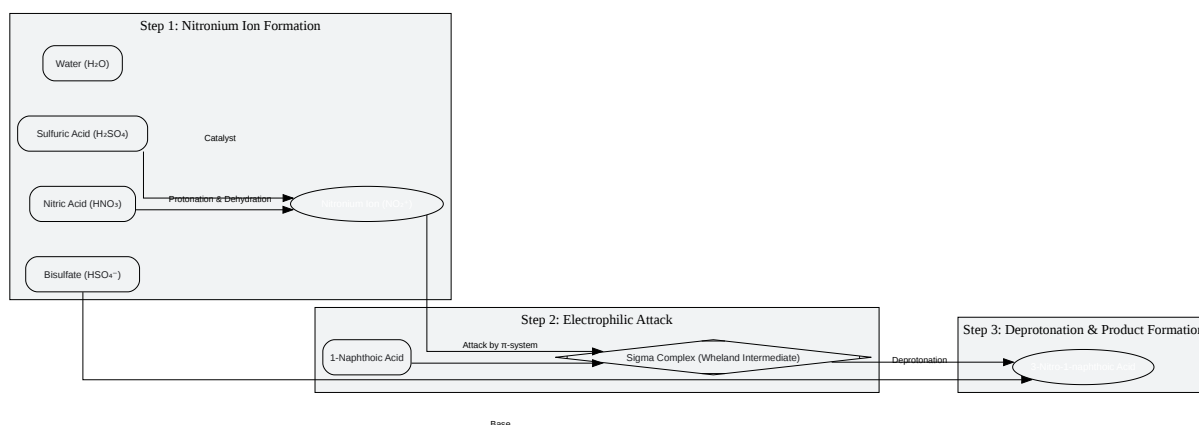 Step 1: Nitronium Ion Formation
Water (H₂O)
Sulfuric Acid (H₂SO₄)
Catalyst
Nitric Acid (HNO₃)
Protonation & Dehydration
Bisulfate (HSO₄⁻)
Step 2: Electrophilic Attack
1-Naphthoic Acid
Attack by π-system
Sigma Complex (Wheland Intermediate)
Deprotonation
Step 3: Deprotonation & Product Formation
Base